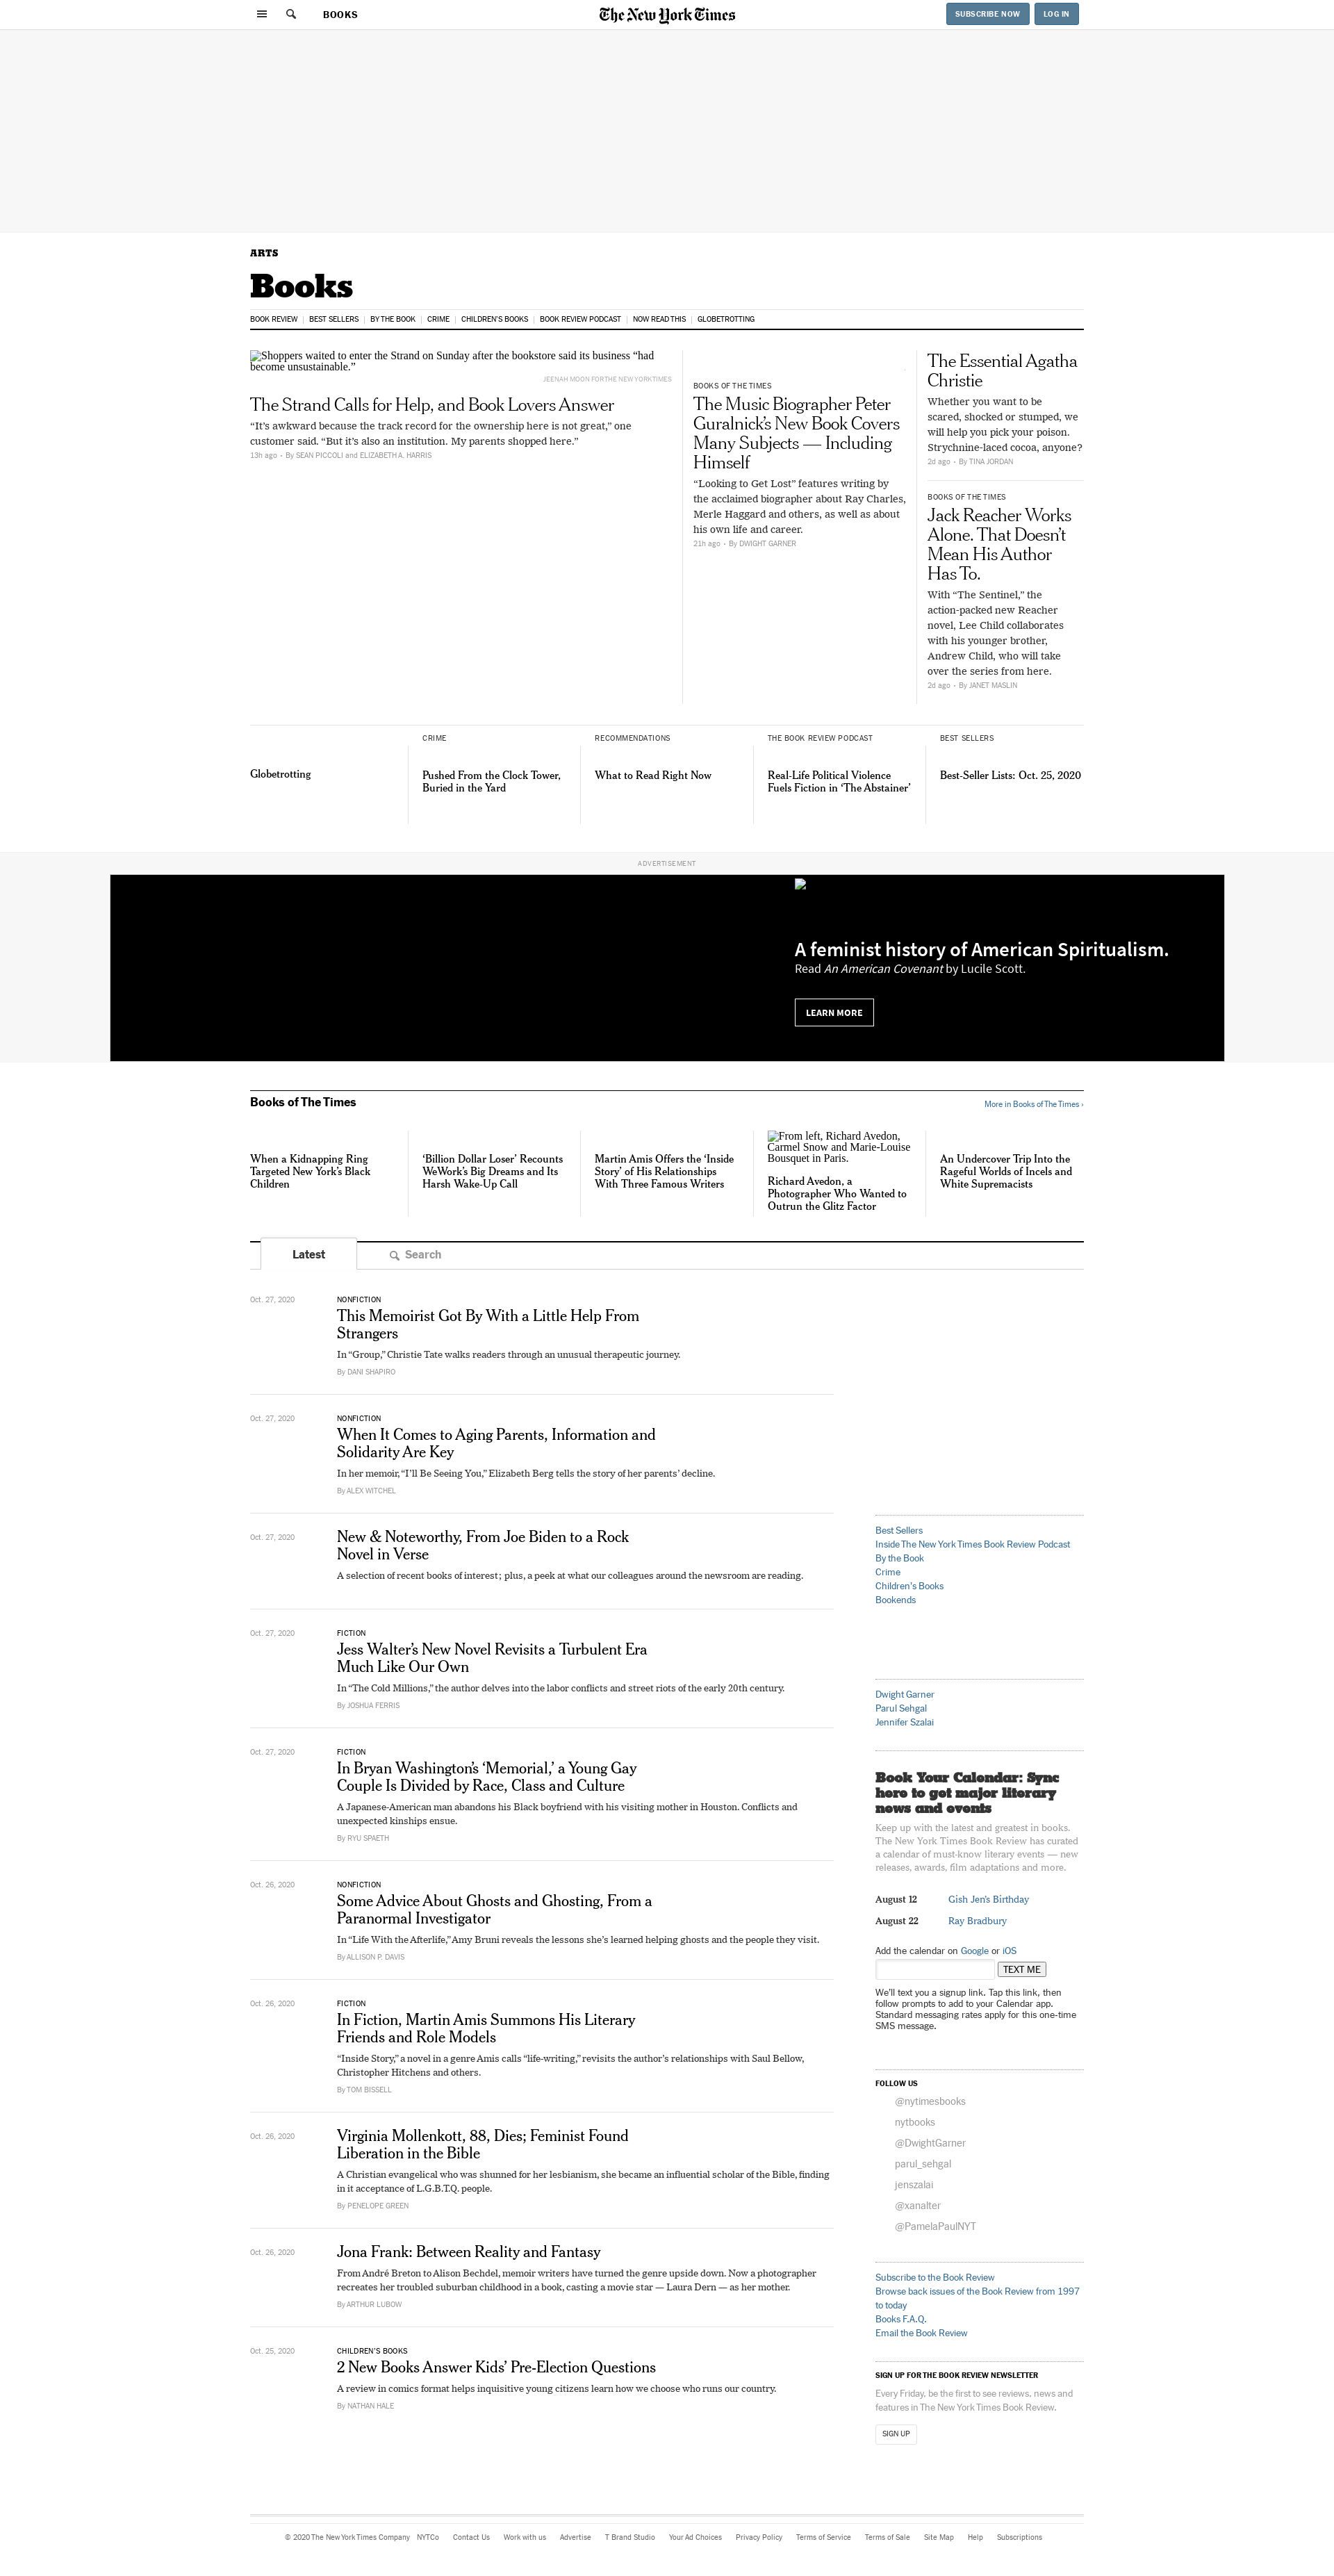 BOOKS
The New York Times
SUBSCRIBE NOW
LOG IN
ARTS
Books
BOOK REVIEW
BEST SELLERS
BY THE BOOK
CRIME
CHILDREN'S BOOKS
BOOK REVIEW PODCAST
NOW READ THIS
GLOBETROTTING
Shoppers waited to enter the Strand on Sunday after the bookstore said its business “had
become unsustainable.”
JEENAH MOON FOR THE NEW YORK TIMES
The Strand Calls for Help, and Book Lovers Answer
“It’s awkward because the track record for the ownership here is not great,” one
customer said. “But it’s also an institution. My parents shopped here.”
13h ago • By SEAN PICCOLI and ELIZABETH A. HARRIS
BOOKS OF THE TIMES
The Music Biographer Peter
Guralnick’s New Book Covers
Many Subjects — Including
Himself
“Looking to Get Lost” features writing by
the acclaimed biographer about Ray Charles,
Merle Haggard and others, as well as about
his own life and career.
21h ago • By DWIGHT GARNER
The Essential Agatha
Christie
Whether you want to be
scared, shocked or stumped, we
will help you pick your poison.
Strychnine-laced cocoa, anyone?
2d ago • By TINA JORDAN
BOOKS OF THE TIMES
Jack Reacher Works
Alone. That Doesn’t
Mean His Author
Has To.
With “The Sentinel,” the
action-packed new Reacher
novel, Lee Child collaborates
with his younger brother,
Andrew Child, who will take
over the series from here.
2d ago • By JANET MASLIN
Globetrotting
CRIME
Pushed From the Clock Tower,
Buried in the Yard
RECOMMENDATIONS
What to Read Right Now
THE BOOK REVIEW PODCAST
Real-Life Political Violence
Fuels Fiction in ‘The Abstainer’
BEST SELLERS
Best-Seller Lists: Oct. 25, 2020
ADVERTISEMENT
A feminist history of American Spiritualism.
Read An American Covenant by Lucile Scott.
LEARN MORE
Books of The Times
More in Books of The Times ›
When a Kidnapping Ring
Targeted New York’s Black
Children
‘Billion Dollar Loser’ Recounts
WeWork’s Big Dreams and Its
Harsh Wake-Up Call
Martin Amis Offers the ‘Inside
Story’ of His Relationships
With Three Famous Writers
From left, Richard Avedon,
Carmel Snow and Marie-Louise
Bousquet in Paris.
Richard Avedon, a
Photographer Who Wanted to
Outrun the Glitz Factor
An Undercover Trip Into the
Rageful Worlds of Incels and
White Supremacists
Latest
Search
Oct. 27, 2020
NONFICTION
This Memoirist Got By With a Little Help From
Strangers
In “Group,” Christie Tate walks readers through an unusual therapeutic journey.
By DANI SHAPIRO
Oct. 27, 2020
NONFICTION
When It Comes to Aging Parents, Information and
Solidarity Are Key
In her memoir, “I’ll Be Seeing You,” Elizabeth Berg tells the story of her parents’ decline.
By ALEX WITCHEL
Oct. 27, 2020
New & Noteworthy, From Joe Biden to a Rock
Novel in Verse
A selection of recent books of interest; plus, a peek at what our colleagues around the newsroom are reading.
Oct. 27, 2020
FICTION
Jess Walter’s New Novel Revisits a Turbulent Era
Much Like Our Own
In “The Cold Millions,” the author delves into the labor conflicts and street riots of the early 20th century.
By JOSHUA FERRIS
Oct. 27, 2020
FICTION
In Bryan Washington’s ‘Memorial,’ a Young Gay
Couple Is Divided by Race, Class and Culture
A Japanese-American man abandons his Black boyfriend with his visiting mother in Houston. Conflicts and
unexpected kinships ensue.
By RYU SPAETH
Oct. 26, 2020
NONFICTION
Some Advice About Ghosts and Ghosting, From a
Paranormal Investigator
In “Life With the Afterlife,” Amy Bruni reveals the lessons she’s learned helping ghosts and the people they visit.
By ALLISON P. DAVIS
Oct. 26, 2020
FICTION
In Fiction, Martin Amis Summons His Literary
Friends and Role Models
“Inside Story,” a novel in a genre Amis calls “life-writing,” revisits the author’s relationships with Saul Bellow,
Christopher Hitchens and others.
By TOM BISSELL
Oct. 26, 2020
Virginia Mollenkott, 88, Dies; Feminist Found
Liberation in the Bible
A Christian evangelical who was shunned for her lesbianism, she became an influential scholar of the Bible, finding
in it acceptance of L.G.B.T.Q. people.
By PENELOPE GREEN
Oct. 26, 2020
Jona Frank: Between Reality and Fantasy
From André Breton to Alison Bechdel, memoir writers have turned the genre upside down. Now a photographer
recreates her troubled suburban childhood in a book, casting a movie star — Laura Dern — as her mother.
By ARTHUR LUBOW
Oct. 25, 2020
CHILDREN’S BOOKS
2 New Books Answer Kids’ Pre-Election Questions
A review in comics format helps inquisitive young citizens learn how we choose who runs our country.
By NATHAN HALE
Best Sellers
Inside The New York Times Book Review Podcast
By the Book
Crime
Children's Books
Bookends
Dwight Garner
Parul Sehgal
Jennifer Szalai
Book Your Calendar: Sync
here to get major literary
news and events
Keep up with the latest and greatest in books.
The New York Times Book Review has curated
a calendar of must-know literary events — new
releases, awards, film adaptations and more.
August 12 Gish Jen’s Birthday
August 22 Ray Bradbury
Add the calendar on Google or iOS
TEXT ME
We’ll text you a signup link. Tap this link, then
follow prompts to add to your Calendar app.
Standard messaging rates apply for this one-time
SMS message.
FOLLOW US
@nytimesbooks
nytbooks
@DwightGarner
parul_sehgal
jenszalai
@xanalter
@PamelaPaulNYT
Subscribe to the Book Review
Browse back issues of the Book Review from 1997
to today
Books F.A.Q.
Email the Book Review
SIGN UP FOR THE BOOK REVIEW NEWSLETTER
Every Friday, be the first to see reviews, news and
features in The New York Times Book Review.
SIGN UP
© 2020 The New York Times Company NYTCo Contact Us Work with us Advertise T Brand Studio Your Ad Choices Privacy Policy Terms of Service Terms of Sale Site Map Help Subscriptions